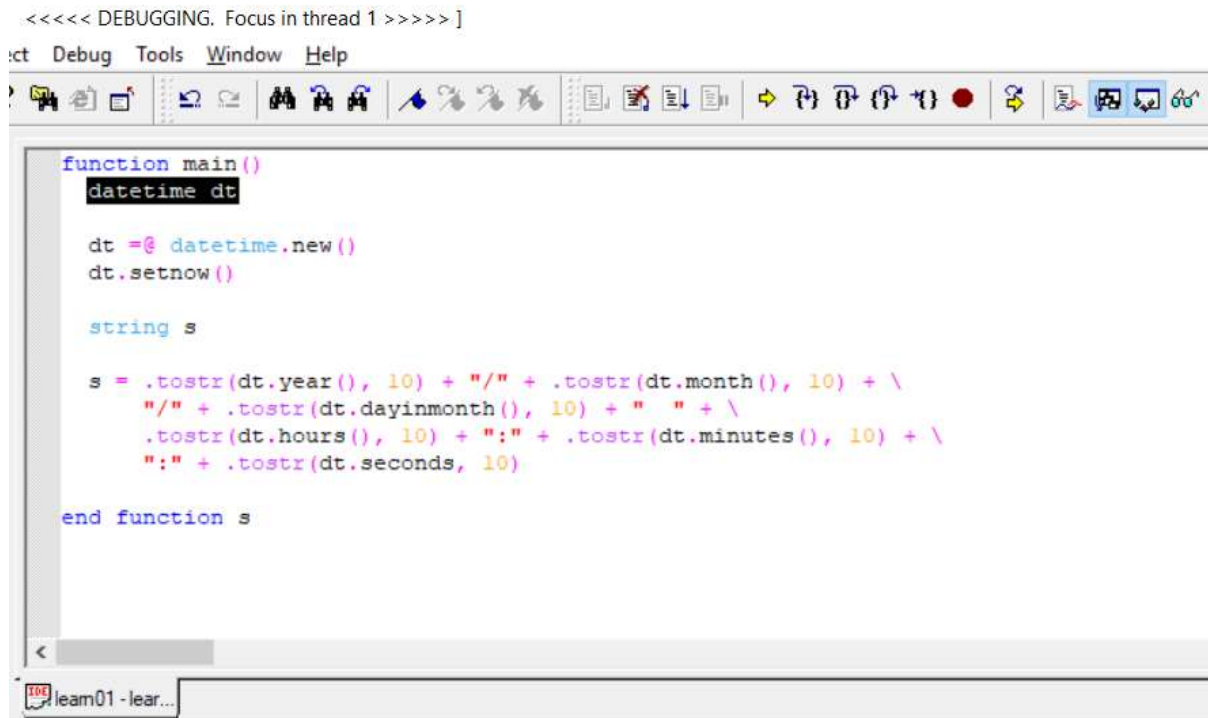 <<<<< DEBUGGING. Focus in thread 1 >>>>> ]
ect Debug Tools Window Help
function main()
datetime dt
dt =@ datetime.new()
dt.setnow()
string s
s = .tostr(dt.year(), 10) + "/" + .tostr(dt.month(), 10) + \
"/" + .tostr(dt.dayinmonth(), 10) + "  " + \
.tostr(dt.hours(), 10) + ":" + .tostr(dt.minutes(), 10) + \
":" + .tostr(dt.seconds, 10)
end function s
IDE learn01 - lear...